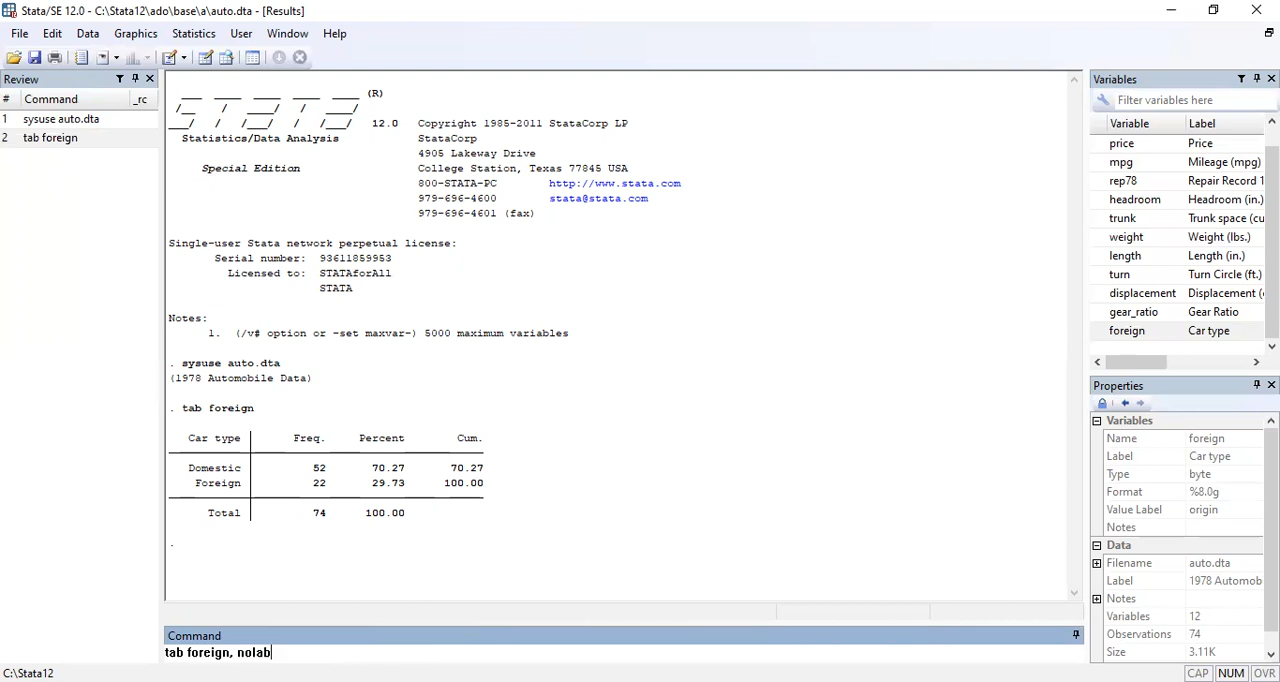 Stata/SE 12.0 - C:\Stata12\ado\base\a\auto.dta - [Results]
File Edit Data Graphics Statistics User Window Help
Review
# Command _rc
1 sysuse auto.dta
2 tab foreign
(R)
STATA 12.0 Copyright 1985-2011 StataCorp LP
Statistics/Data Analysis StataCorp
4905 Lakeway Drive
Special Edition College Station, Texas 77845 USA
800-STATA-PC http://www.stata.com
979-696-4600 stata@stata.com
979-696-4601 (fax)
Single-user Stata network perpetual license:
Serial number: 93611859953
Licensed to: STATAforAll
STATA
Notes:
1. (/v# option or -set maxvar-) 5000 maximum variables
. sysuse auto.dta
(1978 Automobile Data)
. tab foreign
Car type Freq. Percent Cum.
Domestic 52 70.27 70.27
Foreign 22 29.73 100.00
Total 74 100.00
.
Command
tab foreign, nolab
Variables
Filter variables here
Variable Label
price Price
mpg Mileage (mpg)
rep78 Repair Record 1
headroom Headroom (in.)
trunk Trunk space (cu
weight Weight (lbs.)
length Length (in.)
turn Turn Circle (ft.)
displacement Displacement (
gear_ratio Gear Ratio
foreign Car type
Properties
Variables
Name foreign
Label Car type
Type byte
Format %8.0g
Value Label origin
Notes
Data
Filename auto.dta
Label 1978 Automob
Notes
Variables 12
Observations 74
Size 3.11K
C:\Stata12
CAP NUM OVR